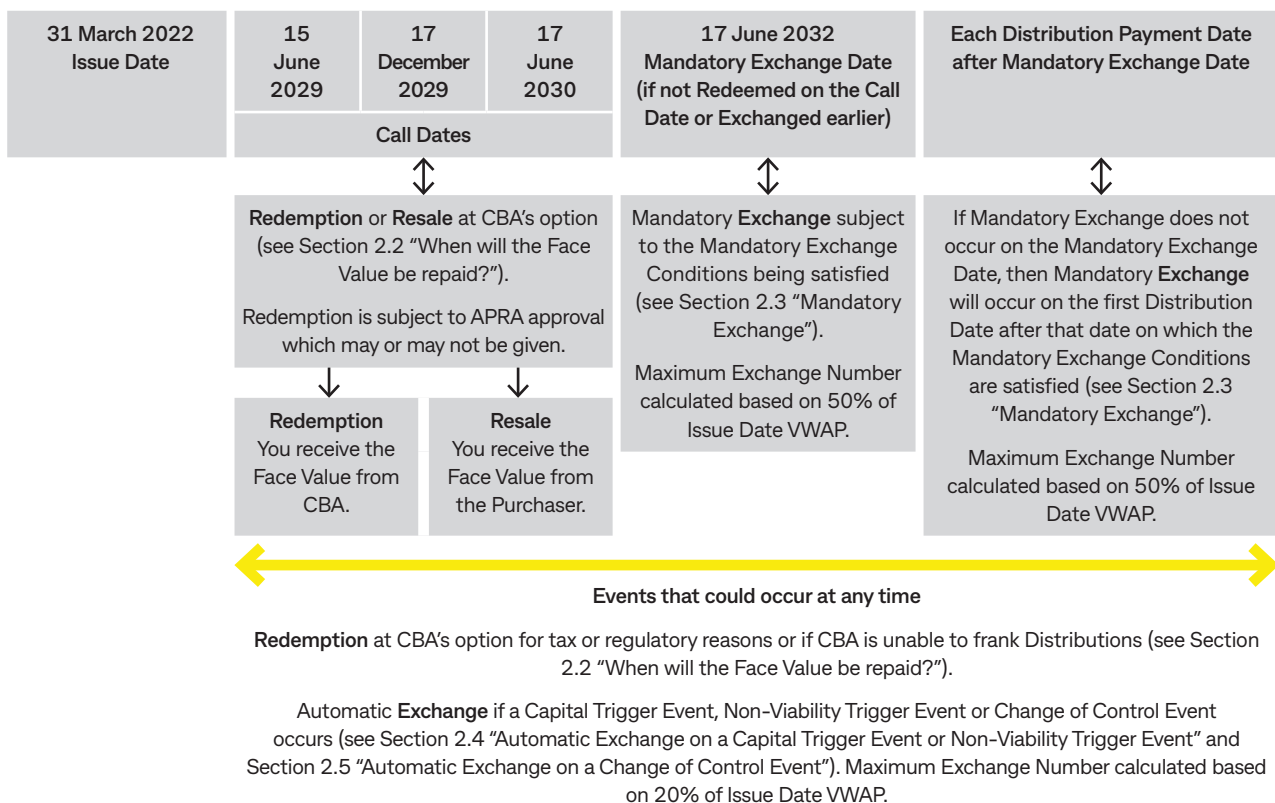 31 March 2022
Issue Date
15
June
2029
17
December
2029
17
June
2030
Call Dates
17 June 2032
Mandatory Exchange Date
(if not Redeemed on the Call
Date or Exchanged earlier)
Each Distribution Payment Date
after Mandatory Exchange Date
Redemption or Resale at CBA's option
(see Section 2.2 “When will the Face
Value be repaid?”).
Redemption is subject to APRA approval
which may or may not be given.
Redemption
You receive the
Face Value from
CBA.
Resale
You receive the
Face Value from
the Purchaser.
Mandatory Exchange subject
to the Mandatory Exchange
Conditions being satisfied
(see Section 2.3 “Mandatory
Exchange”).
Maximum Exchange Number
calculated based on 50% of
Issue Date VWAP.
If Mandatory Exchange does not
occur on the Mandatory Exchange
Date, then Mandatory Exchange
will occur on the first Distribution
Date after that date on which the
Mandatory Exchange Conditions
are satisfied (see Section 2.3
“Mandatory Exchange”).
Maximum Exchange Number
calculated based on 50% of Issue
Date VWAP.
Events that could occur at any time
Redemption at CBA's option for tax or regulatory reasons or if CBA is unable to frank Distributions (see Section
2.2 “When will the Face Value be repaid?”).
Automatic Exchange if a Capital Trigger Event, Non-Viability Trigger Event or Change of Control Event
occurs (see Section 2.4 “Automatic Exchange on a Capital Trigger Event or Non-Viability Trigger Event” and
Section 2.5 “Automatic Exchange on a Change of Control Event”). Maximum Exchange Number calculated based
on 20% of Issue Date VWAP.